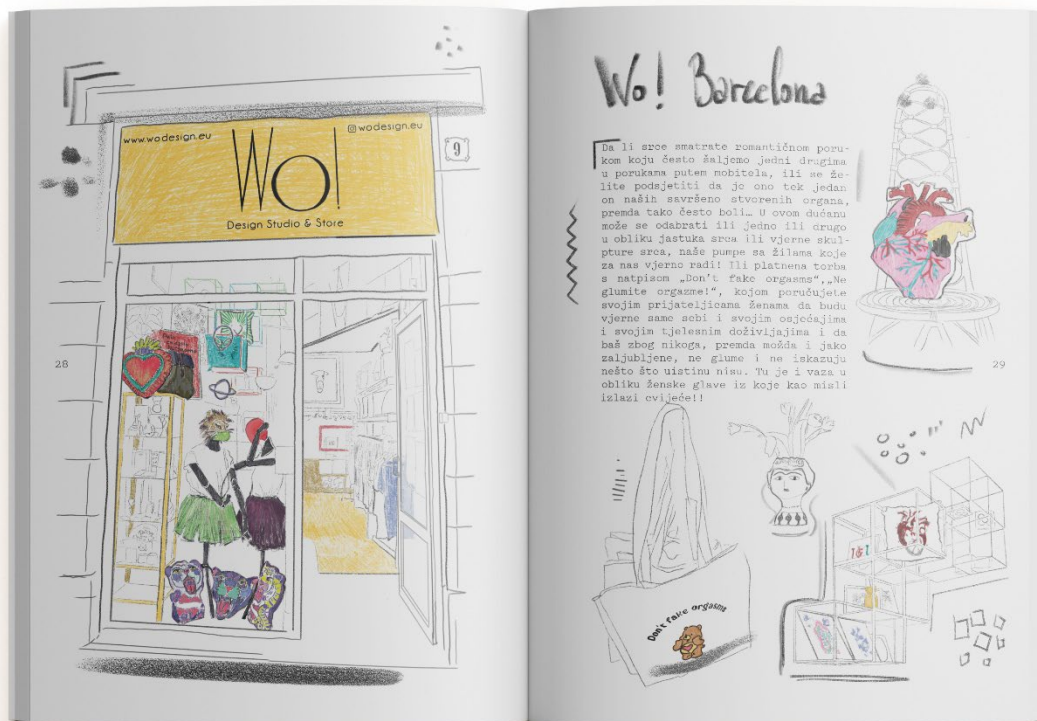 www.wodesign.eu
wodesign.eu
Wo!
Design Studio & Store
9
28
Wo! Barcelona
Da li srce smatrate romantičnom poru-
kom koju često šaljemo jedni drugima
u porukama putem mobitela, ili se že-
lite podsjetiti da je ono tek jedan
on naših savršeno stvorenih organa,
premda tako često boli… U ovom dućanu
može se odabrati ili jedno ili drugo
u obliku jastuka srca ili vjerne skul-
pture srca, naše pumpe sa žilama koje
za nas vjerno radi! Ili platnena torba
s natpisom „Don't fake orgasms“,„Ne
glumite orgazme!“, kojom poručujete
svojim prijateljicama ženama da budu
vjerne same sebi i svojim osjećajima
i svojim tjelesnim doživljajima i da
baš zbog nikoga, premda možda i jako
zaljubljene, ne glume i ne iskazuju
nešto što uistinu nisu. Tu je i vaza u
obliku ženske glave iz koje kao misli
izlazi cvijeće!!
29
Don't fake orgasms